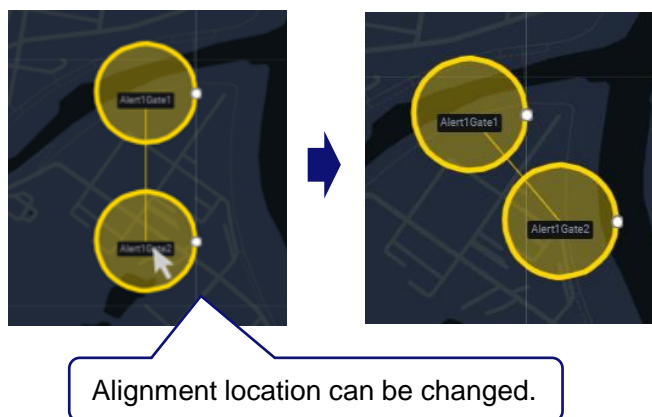 Alert1Gate1
Alert1Gate2
Alert1Gate1
Alert1Gate2
Alignment location can be changed.